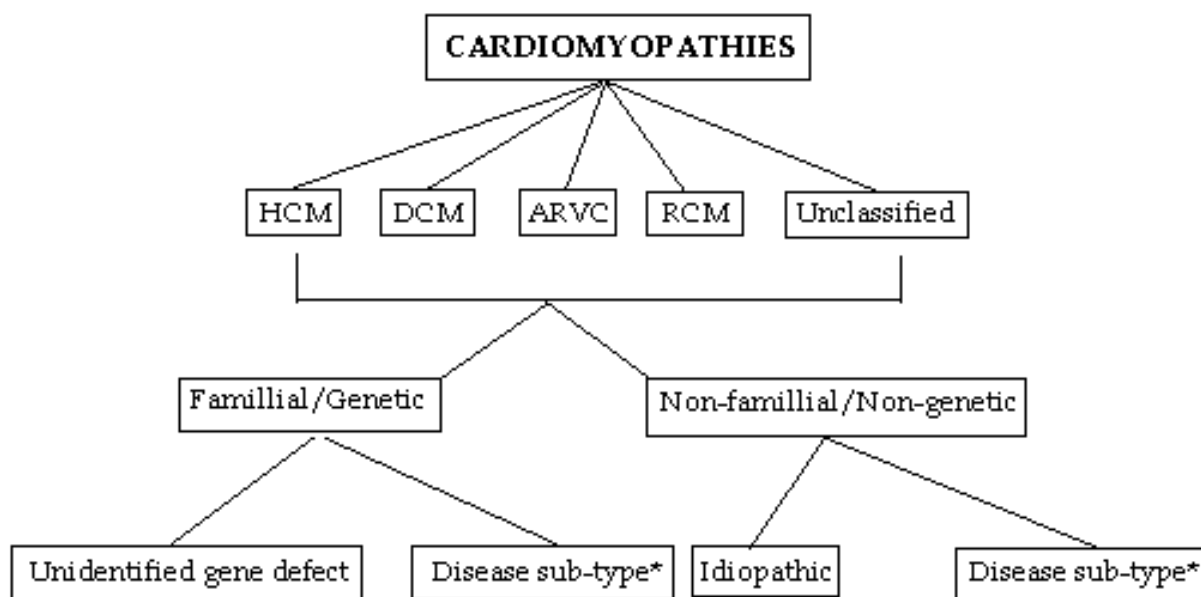 CARDIOMYOPATHIES
HCM
DCM
ARVC
RCM
Unclassified
Famillial/Genetic
Non-famillial/Non-genetic
Unidentified gene defect
Disease sub-type*
Idiopathic
Disease sub-type*